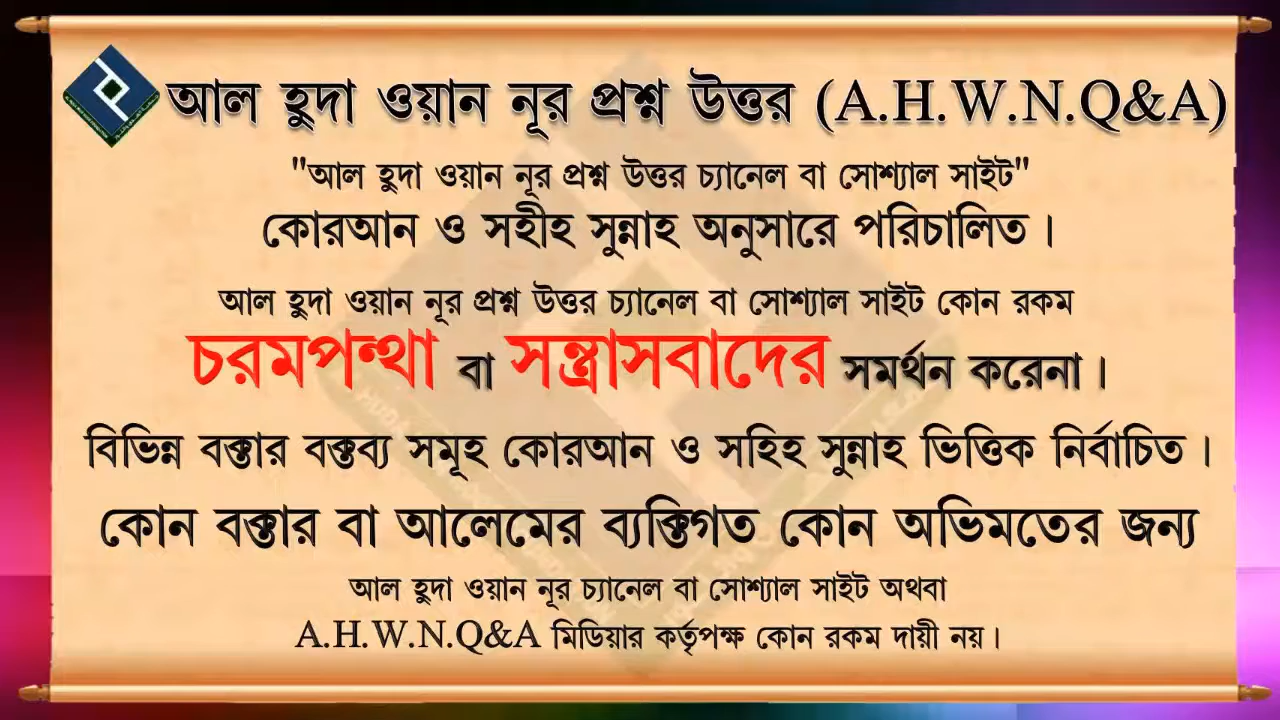 আল হুদা ওয়ান নূর প্রশ্ন উত্তর (A.H.W.N.Q&A)
"আল হুদা ওয়ান নূর প্রশ্ন উত্তর চ্যানেল বা সোশ্যাল সাইট"
কোরআন ও সহীহ সুন্নাহ অনুসারে পরিচালিত ।
আল হুদা ওয়ান নূর প্রশ্ন উত্তর চ্যানেল বা সোশ্যাল সাইট কোন রকম
চরমপন্থা বা সন্ত্রাসবাদের সমর্থন করেনা ।
বিভিন্ন বক্তার বক্তব্য সমূহ কোরআন ও সহিহ সুন্নাহ ভিত্তিক নির্বাচিত ।
কোন বক্তার বা আলেমের ব্যক্তিগত কোন অভিমতের জন্য
আল হুদা ওয়ান নূর চ্যানেল বা সোশ্যাল সাইট অথবা
A.H.W.N.Q&A মিডিয়ার কর্তৃপক্ষ কোন রকম দায়ী নয় ।